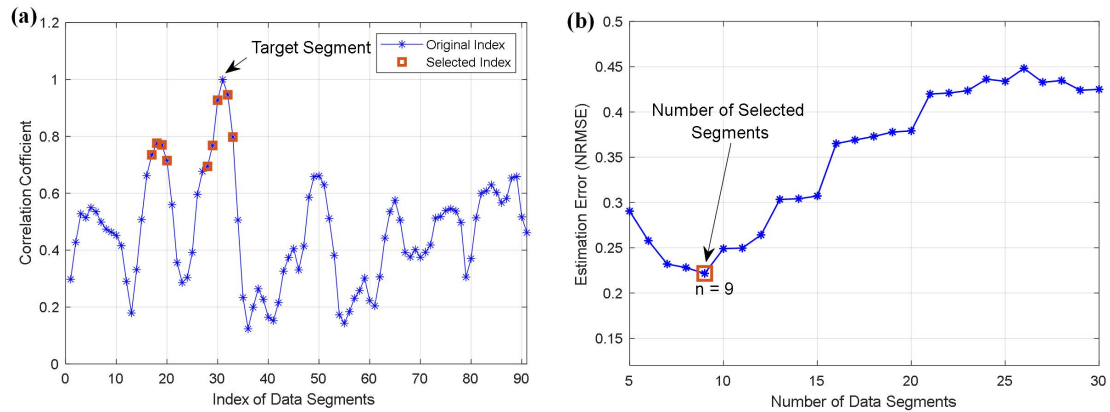 (a)
1.2
1
0.8
0.6
0.4
0.2
0
Correlation Cofficient
Target Segment
Original Index
Selected Index
0 10 20 30 40 50 60 70 80 90
Index of Data Segments
(b)
0.5
0.45
0.4
0.35
0.3
0.25
0.2
0.15
Estimation Error (NRMSE)
Number of Selected
Segments
n = 9
5 10 15 20 25 30
Number of Data Segments